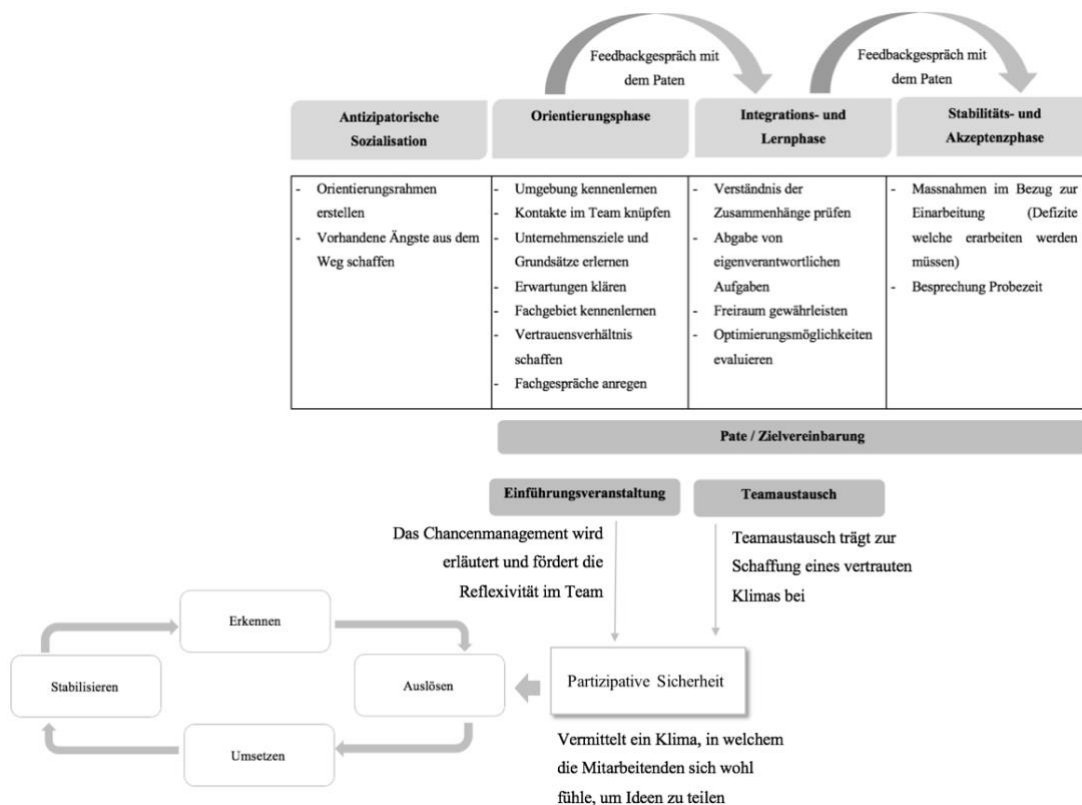 Feedbackgespräch mit
dem Paten
Feedbackgespräch mit
dem Paten
Antizipatorische
Sozialisation
Orientierungsphase
Integrations- und
Lernphase
Stabilitäts- und
Akzeptenzphase
- Orientierungsrahmen
erstellen
- Vorhandene Ängste aus dem
Weg schaffen
- Umgebung kennenlernen
- Kontakte im Team knüpfen
- Unternehmensziele und
Grundsätze erlernen
- Erwartungen klären
- Fachgebiet kennenlernen
- Vertrauensverhältnis
schaffen
- Fachgespräche anregen
- Verständnis der
Zusammenhänge prüfen
- Abgabe von
eigenverantwortlichen
Aufgaben
- Freiraum gewährleisten
- Optimierungsmöglichkeiten
evaluieren
- Massnahmen im Bezug zur
Einarbeitung (Defizite
welche erarbeiten werden
müssen)
- Besprechung Probezeit
Pate / Zielvereinbarung
Einführungsveranstaltung
Teamaustausch
Das Chancenmanagement wird
erläutert und fördert die
Reflexivität im Team
Teamaustausch trägt zur
Schaffung eines vertrauten
Klimas bei
Erkennen
Stabilisieren
Auslösen
Umsetzen
Partizipative Sicherheit
Vermittelt ein Klima, in welchem
die Mitarbeitenden sich wohl
fühle, um Ideen zu teilen